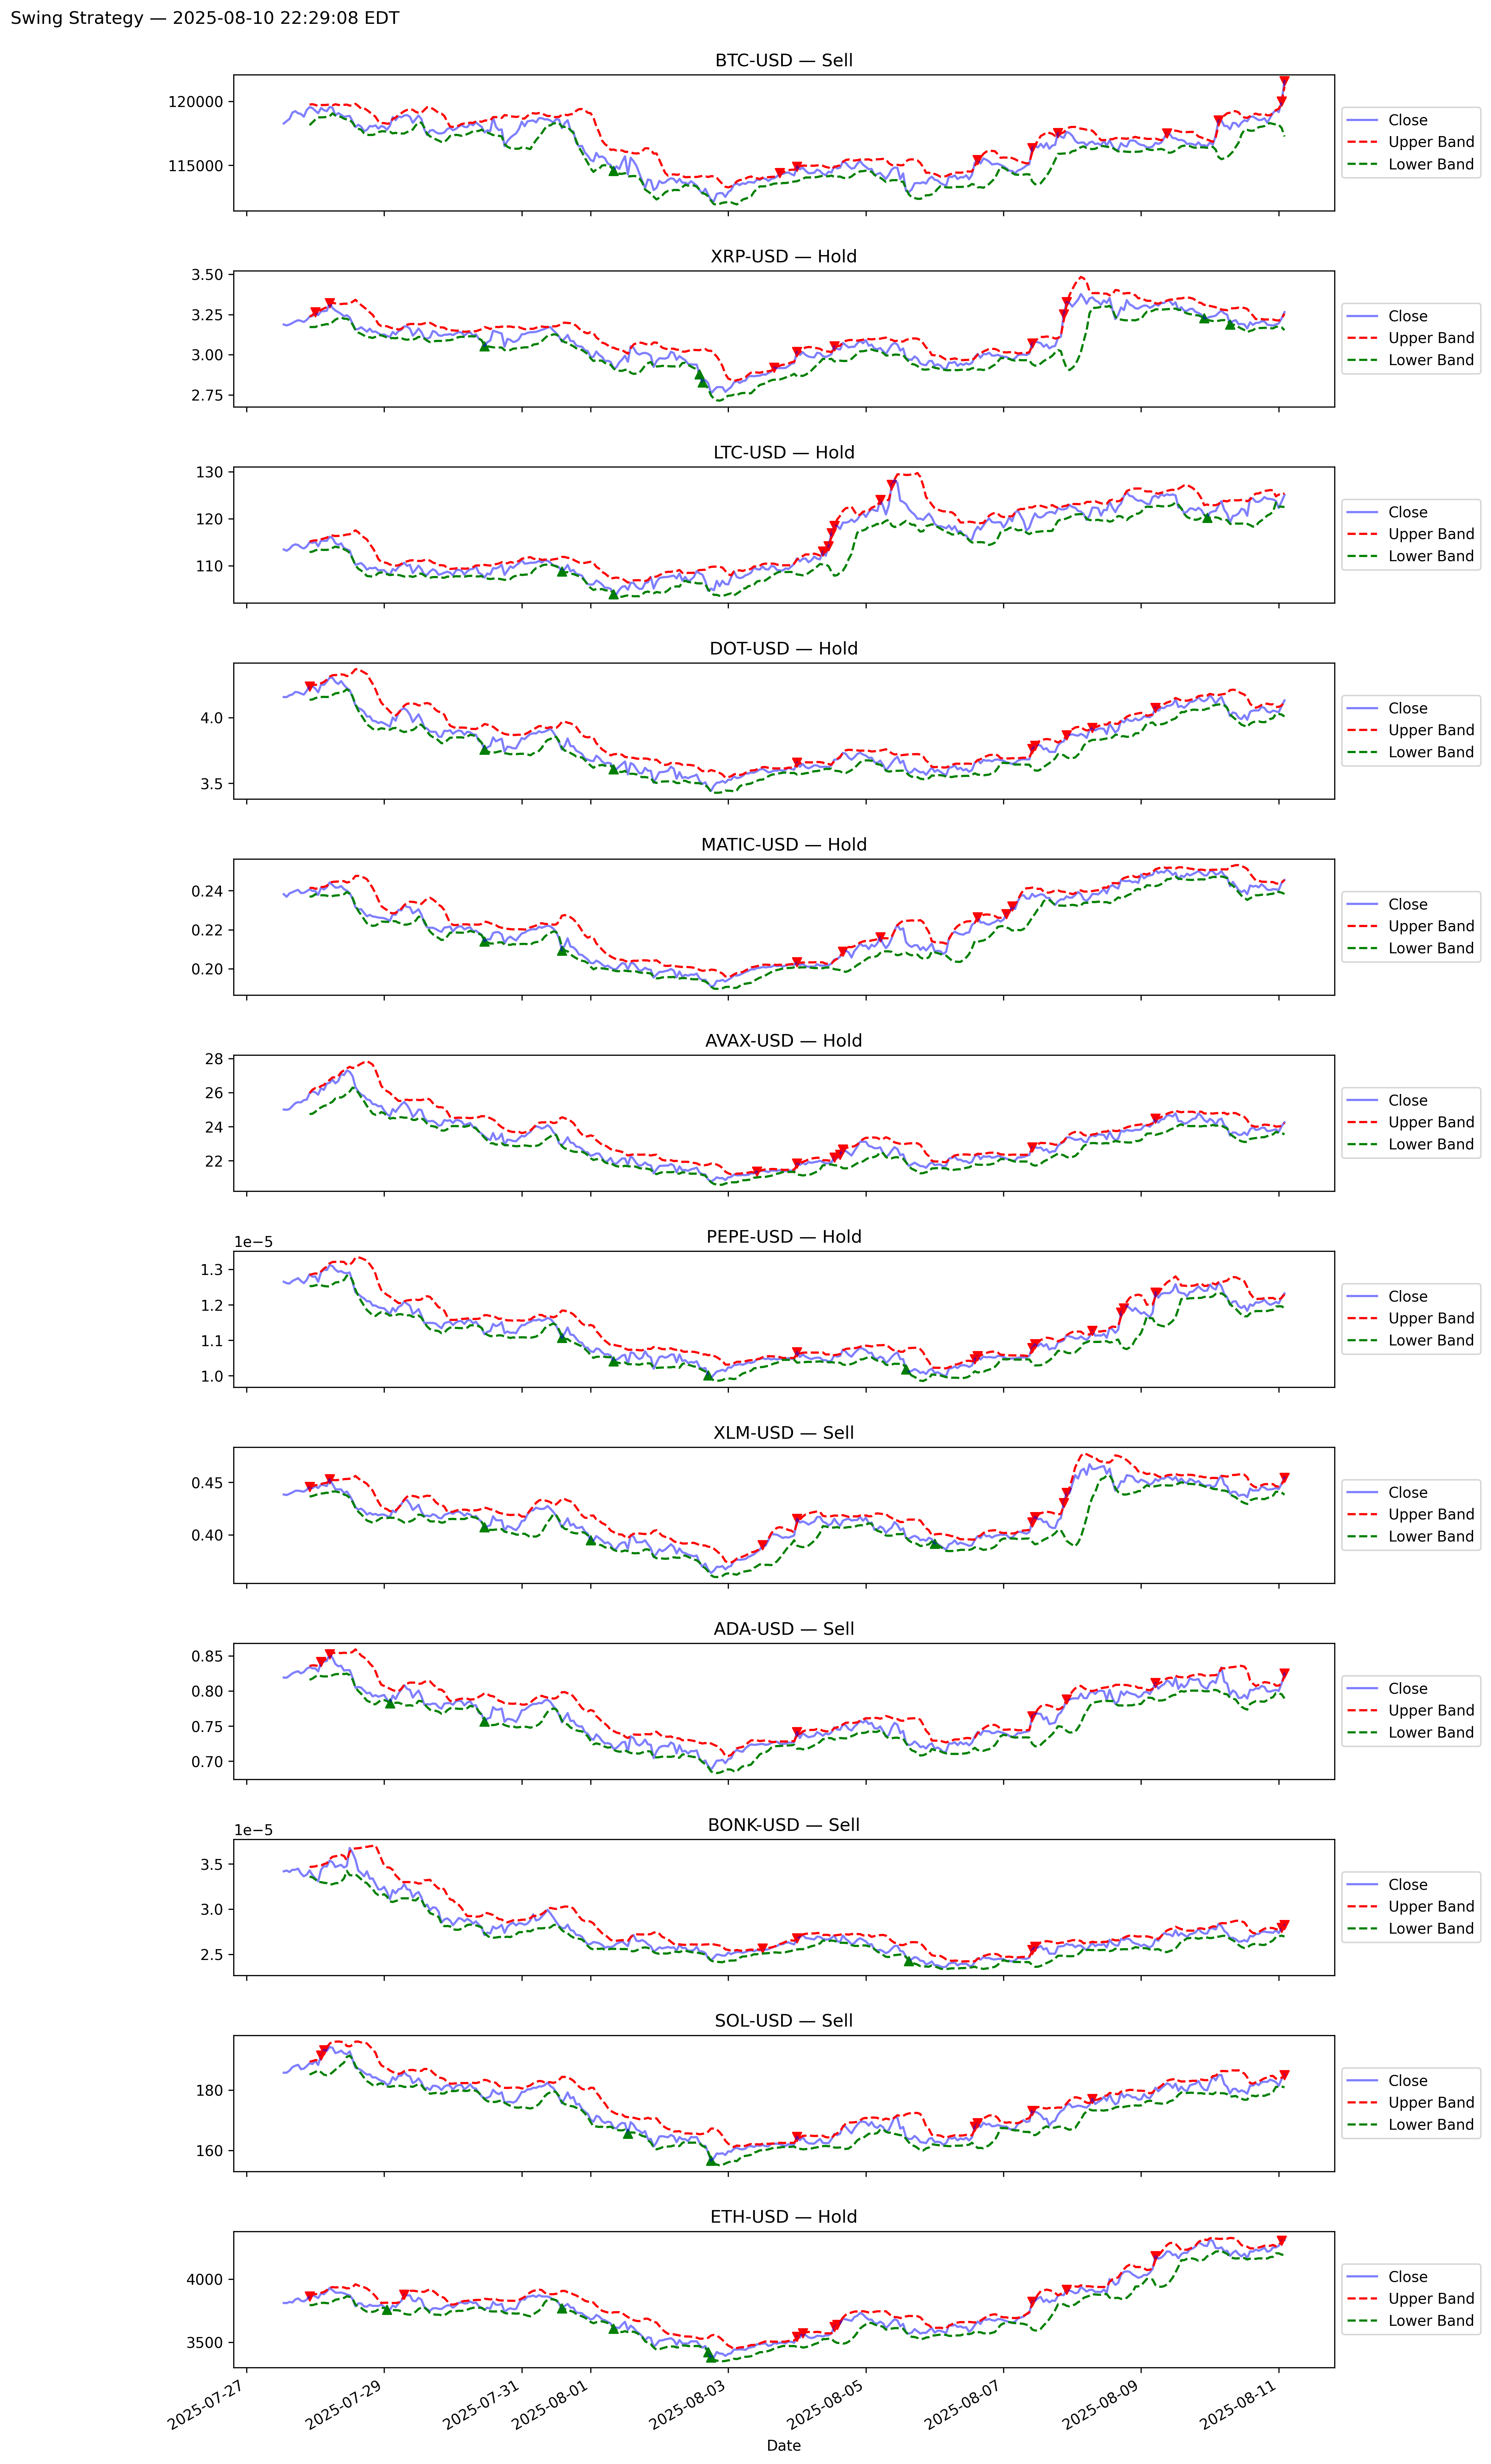 Swing Strategy — 2025-08-10 22:29:08 EDT
BTC-USD — Sell
120000
115000
Close
Upper Band
Lower Band
XRP-USD — Hold
3.50
3.25
3.00
2.75
Close
Upper Band
Lower Band
LTC-USD — Hold
130
120
110
Close
Upper Band
Lower Band
DOT-USD — Hold
4.0
3.5
Close
Upper Band
Lower Band
MATIC-USD — Hold
0.24
0.22
0.20
Close
Upper Band
Lower Band
AVAX-USD — Hold
28
26
24
22
Close
Upper Band
Lower Band
PEPE-USD — Hold
1e−5
1.3
1.2
1.1
1.0
Close
Upper Band
Lower Band
XLM-USD — Sell
0.45
0.40
Close
Upper Band
Lower Band
ADA-USD — Sell
0.85
0.80
0.75
0.70
Close
Upper Band
Lower Band
BONK-USD — Sell
1e−5
3.5
3.0
2.5
Close
Upper Band
Lower Band
SOL-USD — Sell
180
160
Close
Upper Band
Lower Band
ETH-USD — Hold
4000
3500
Close
Upper Band
Lower Band
2025-07-27
2025-07-29
2025-07-31
2025-08-01
2025-08-03
2025-08-05
2025-08-07
2025-08-09
2025-08-11
Date